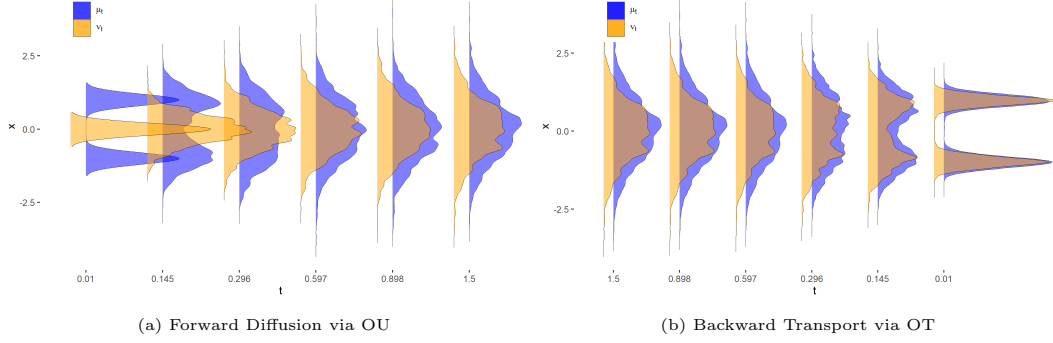 μt
νt
2.5
0.0
-2.5
x
0.01 0.145 0.296 0.597 0.898 1.5
t
(a) Forward Diffusion via OU
μt
νt
2.5
0.0
-2.5
x
1.5 0.898 0.597 0.296 0.145 0.01
t
(b) Backward Transport via OT